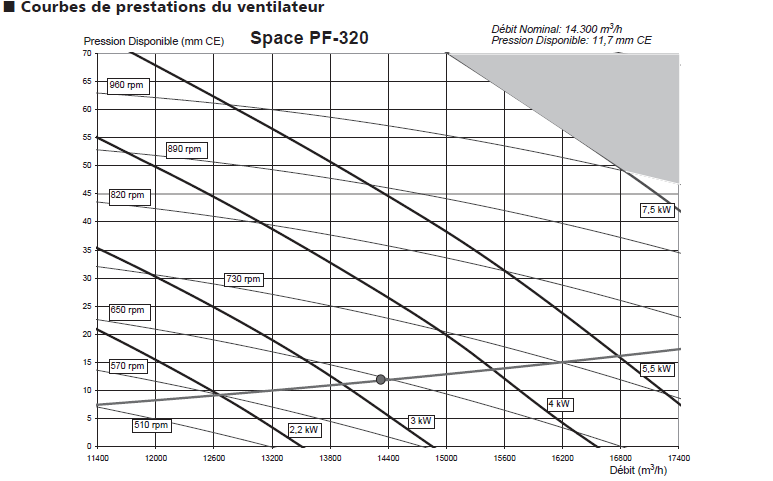 ■ Courbes de prestations du ventilateur
Débit Nominal: 14.300 m³/h
Pression Disponible (mm CE)
Space PF-320
Pression Disponible: 11,7 mm CE
70
65
960 rpm
60
55
890 rpm
50
45
820 rpm
7,5 kW
40
35
30
730 rpm
25
650 rpm
20
15
570 rpm
5,5 kW
10
4 kW
5
510 rpm
2,2 kW
3 kW
0
11400 12000 12600 13200 13800 14400 15000 15600 16200 16800 17400
Débit (m³/h)